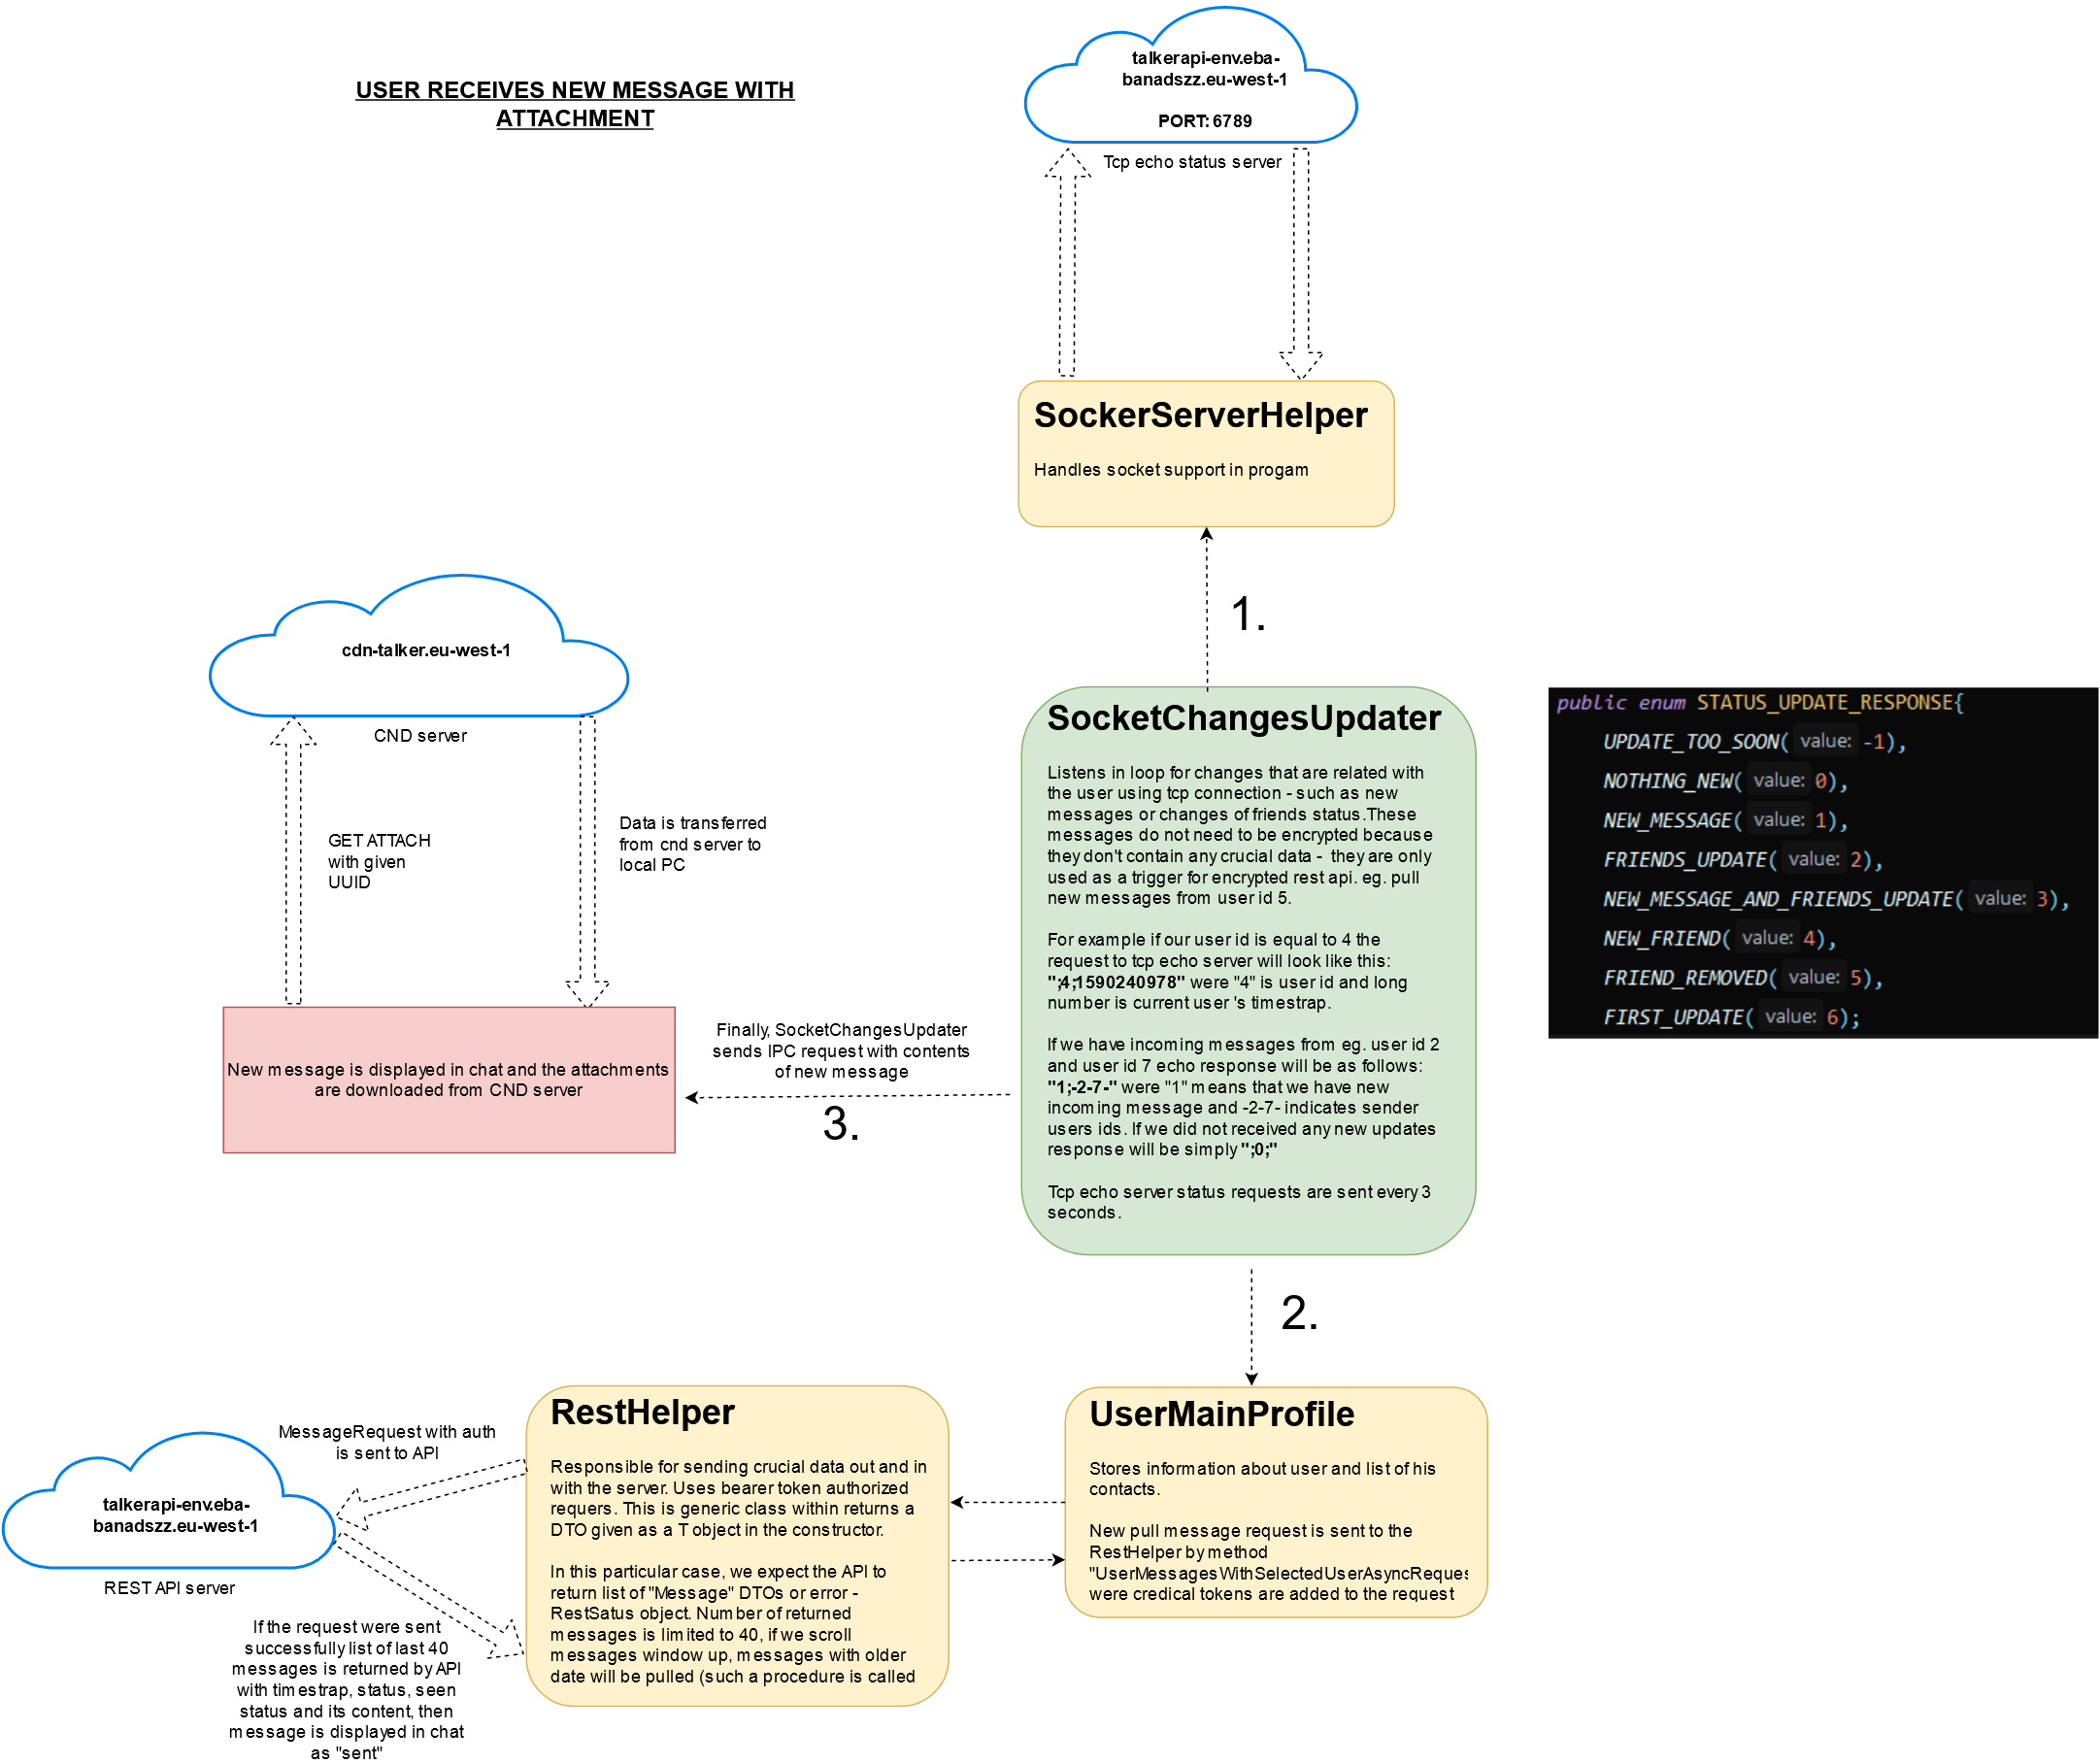 USER RECEIVES NEW MESSAGE WITH
ATTACHMENT
talkerapi-env.eba-
banadszz.eu-west-1
PORT: 6789
Tcp echo status server
SockerServerHelper
Handles socket support in progam
1.
cdn-talker.eu-west-1
CND server
GET ATTACH
with given
UUID
Data is transferred
from cnd server to
local PC
New message is displayed in chat and the attachments
are downloaded from CND server
Finally, SocketChangesUpdater
sends IPC request with contents
of new message
3.
SocketChangesUpdater
Listens in loop for changes that are related with
the user using tcp connection - such as new
messages or changes of friends status.These
messages do not need to be encrypted because
they don't contain any crucial data - they are only
used as a trigger for encrypted rest api. eg. pull
new messages from user id 5.
For example if our user id is equal to 4 the
request to tcp echo server will look like this:
";4;1590240978" were "4" is user id and long
number is current user 's timestrap.
If we have incoming messages from eg. user id 2
and user id 7 echo response will be as follows:
"1;-2-7-" were "1" means that we have new
incoming message and -2-7- indicates sender
users ids. If we did not received any new updates
response will be simply ";0;"
Tcp echo server status requests are sent every 3
seconds.
public enum STATUS_UPDATE_RESPONSE{
UPDATE_TOO_SOON( value: -1),
NOTHING_NEW( value: 0),
NEW_MESSAGE( value: 1),
FRIENDS_UPDATE( value: 2),
NEW_MESSAGE_AND_FRIENDS_UPDATE( value: 3),
NEW_FRIEND( value: 4),
FRIEND_REMOVED( value: 5),
FIRST_UPDATE( value: 6);
2.
UserMainProfile
Stores information about user and list of his
contacts.
New pull message request is sent to the
RestHelper by method
"UserMessagesWithSelectedUserAsyncReques
were credical tokens are added to the request
RestHelper
Responsible for sending crucial data out and in
with the server. Uses bearer token authorized
requers. This is generic class within returns a
DTO given as a T object in the constructor.
In this particular case, we expect the API to
return list of "Message" DTOs or error -
RestSatus object. Number of returned
messages is limited to 40, if we scroll
messages window up, messages with older
date will be pulled (such a procedure is called
MessageRequest with auth
is sent to API
talkerapi-env.eba-
banadszz.eu-west-1
REST API server
If the request were sent
successfully list of last 40
messages is returned by API
with timestrap, status, seen
status and its content, then
message is displayed in chat
as "sent"